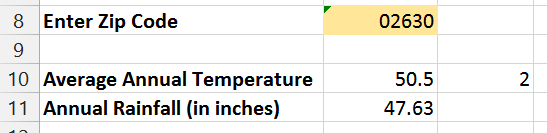 8 Enter Zip Code 02630
9
10 Average Annual Temperature 50.5 2
11 Annual Rainfall (in inches) 47.63